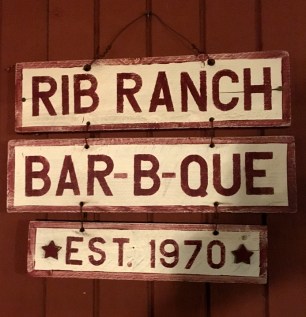 RIB RANCH
BAR-B-QUE
EST. 1970